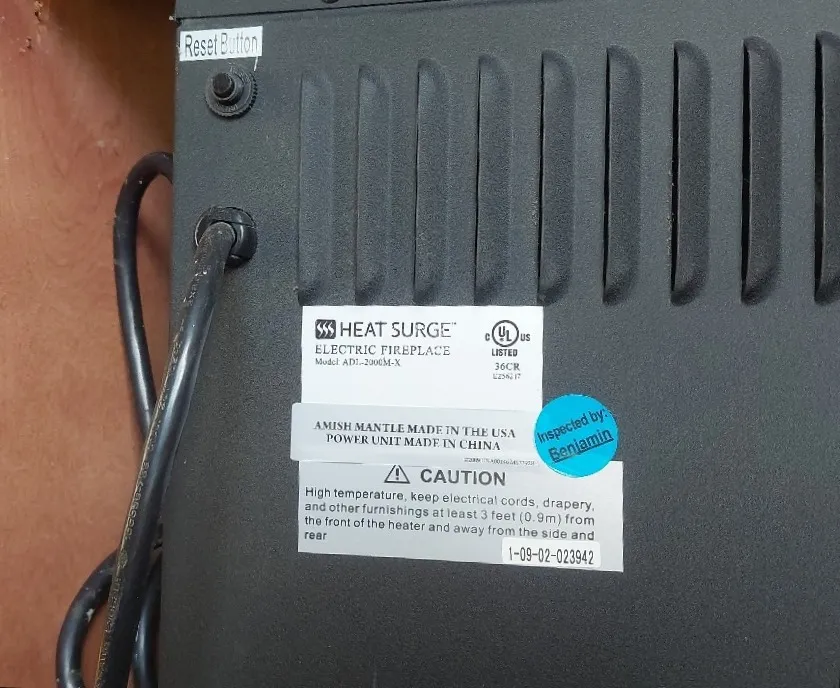 Reset Button
HEAT SURGE™
ELECTRIC FIREPLACE
Model: ADL-2000M-X
C UL US
LISTED
36CR
AMISH MANTLE MADE IN THE USA
POWER UNIT MADE IN CHINA
Inspected by:
Benjamin
CAUTION
High temperature, keep electrical cords, drapery,
and other furnishings at least 3 feet (0.9m) from
the front of the heater and away from the side and
rear
1-09-02-023942